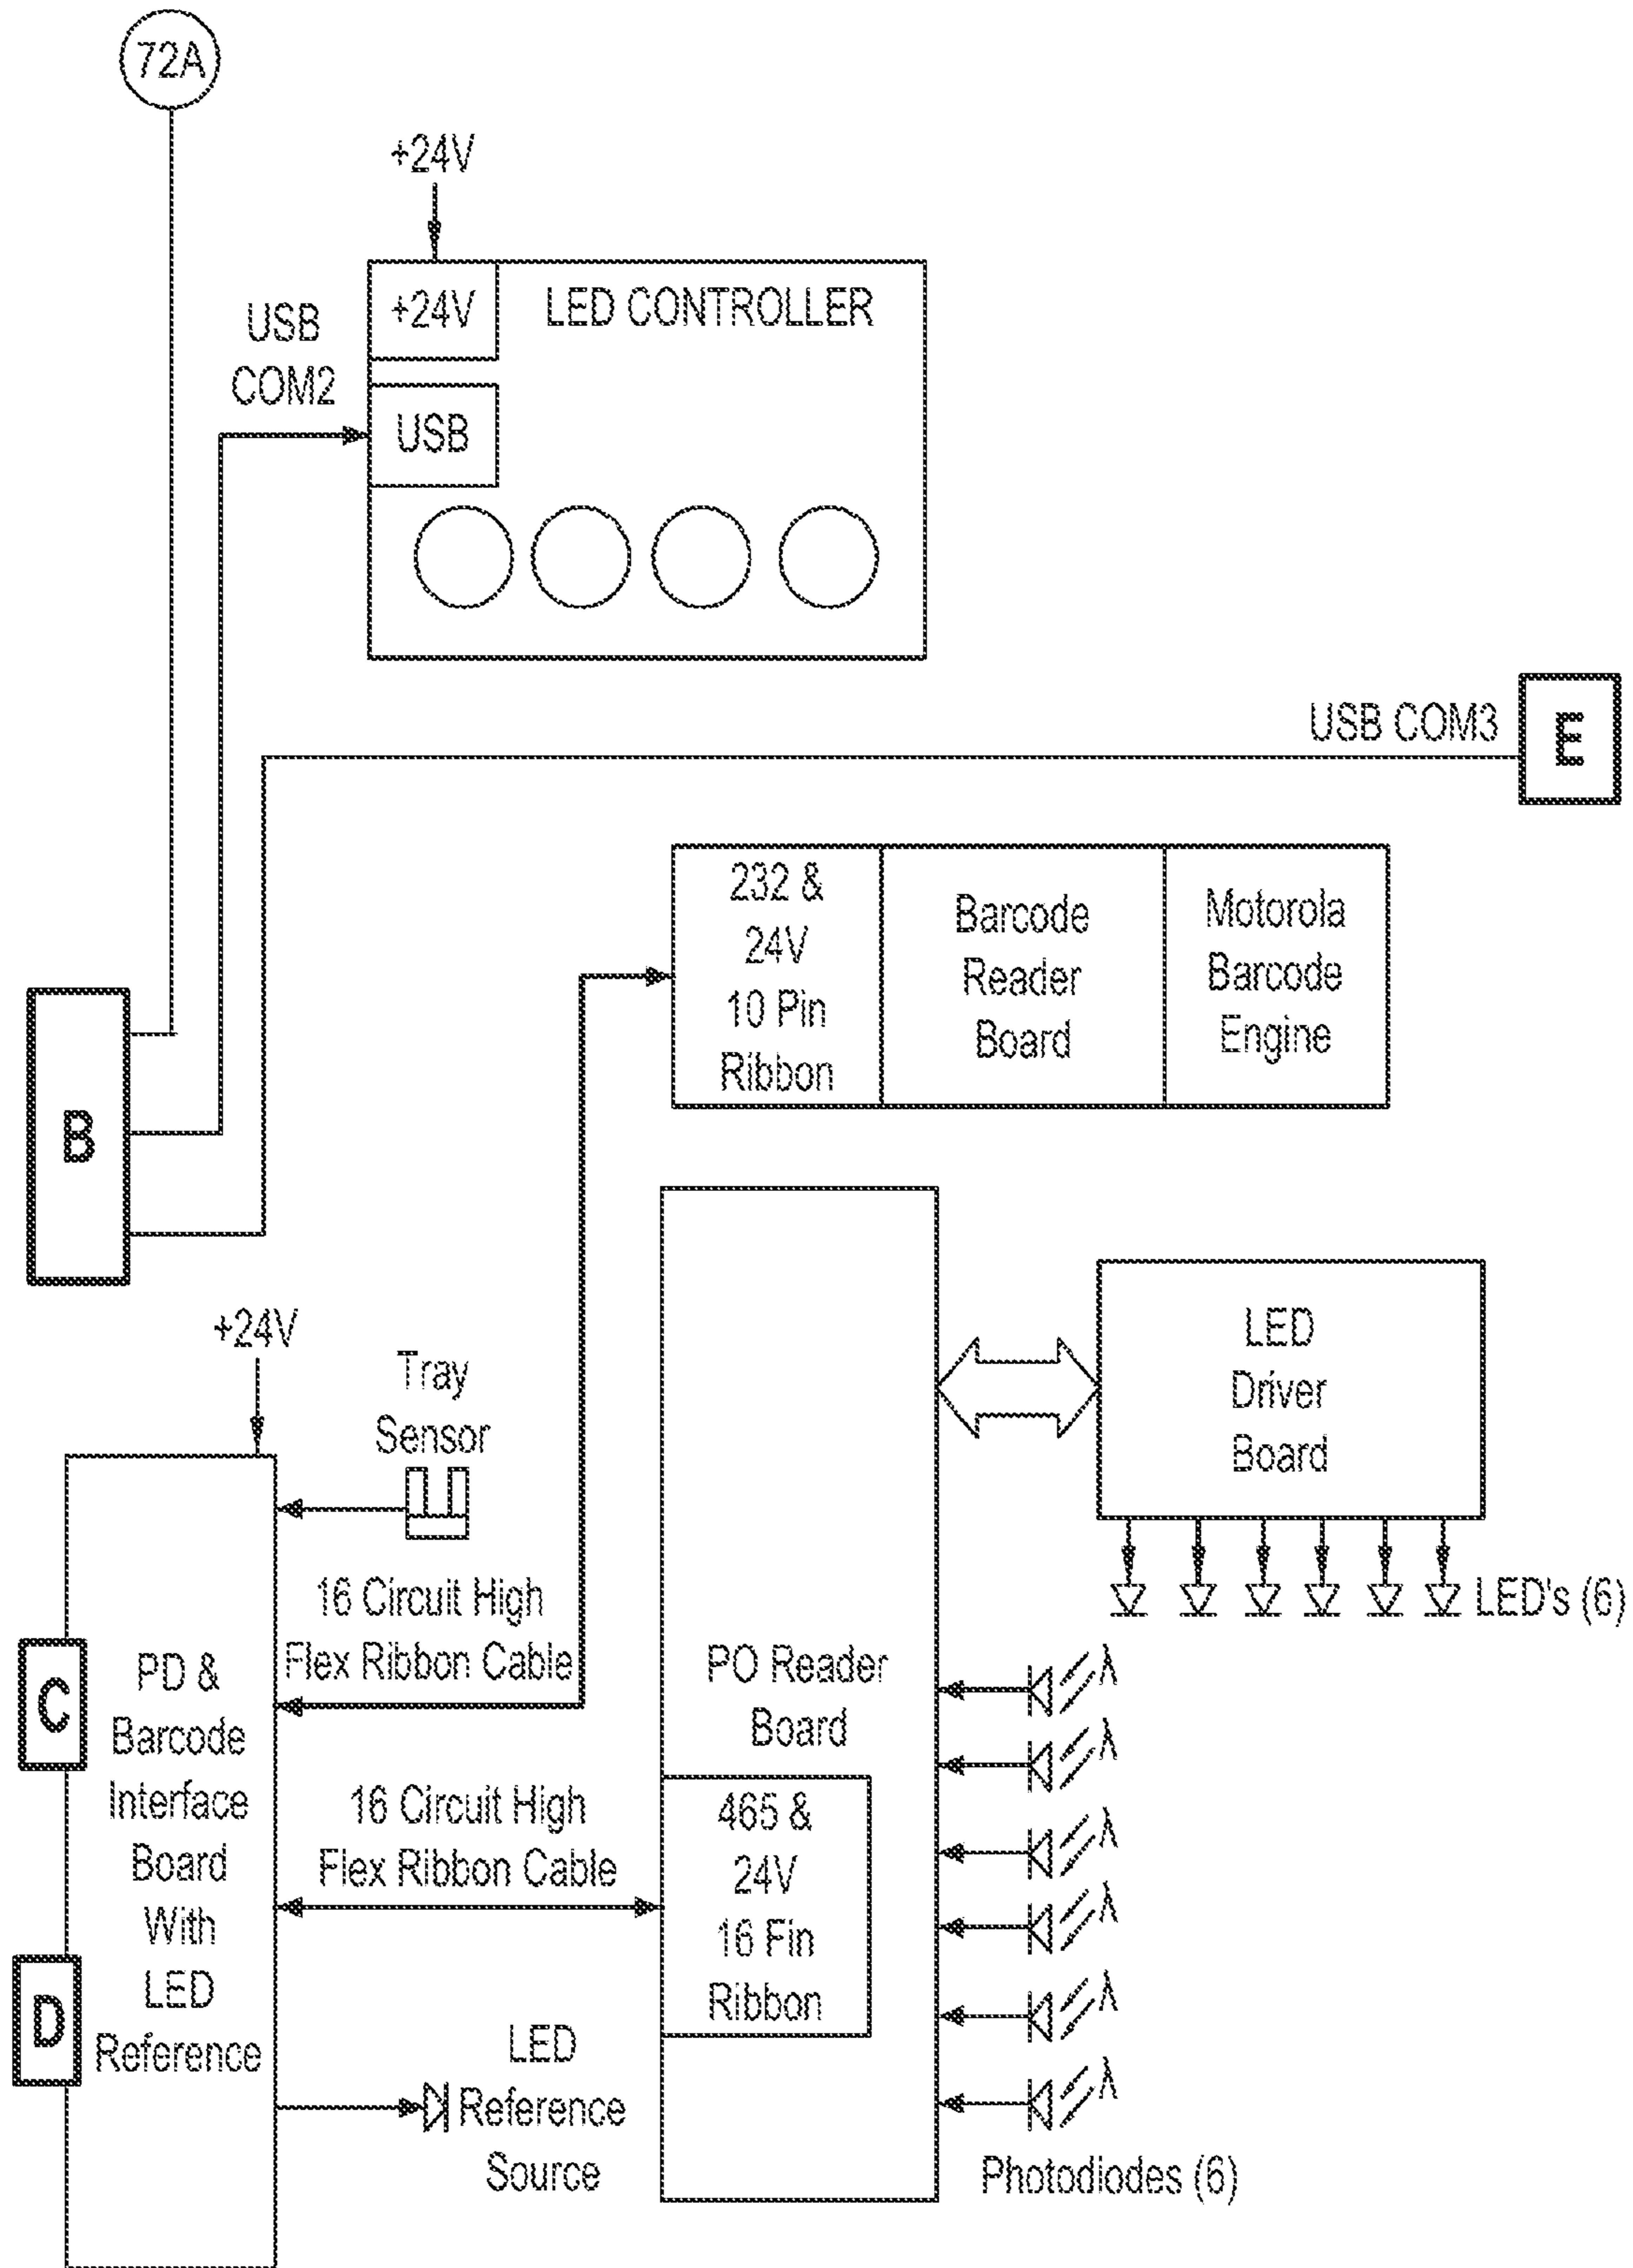 72A
+24V
+24V
LED CONTROLLER
USB
COM2
USB
USB COM3
E
232 &
24V
10 Pin
Ribbon
Barcode
Reader
Board
Motorola
Barcode
Engine
B
+24V
Tray
Sensor
16 Circuit High
Flex Ribbon Cable
C
PD &
Barcode
Interface
Board
With
LED
Reference
D
16 Circuit High
Flex Ribbon Cable
LED
Reference
Source
PO Reader
Board
465 &
24V
16 Fin
Ribbon
LED
Driver
Board
LED's (6)
λ
λ
λ
λ
λ
λ
Photodiodes (6)